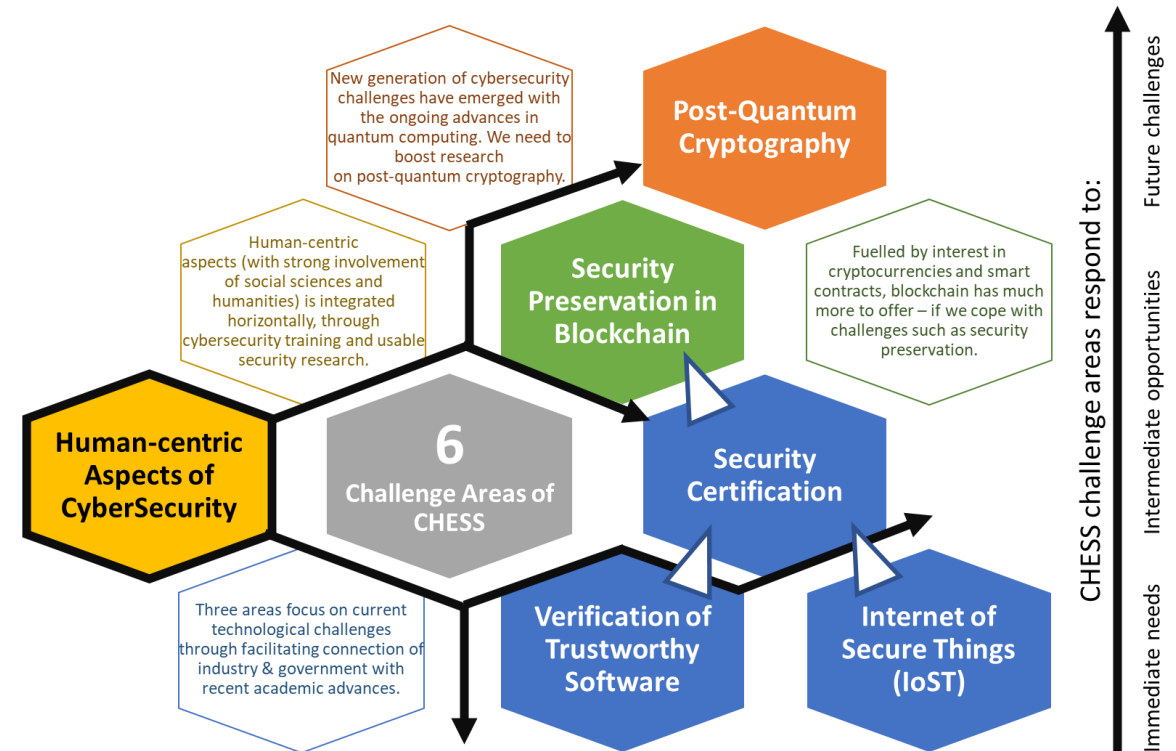 New generation of cybersecurity
challenges have emerged with
the ongoing advances in
quantum computing. We need to
boost research
on post-quantum cryptography.
Post-Quantum
Cryptography
Human-centric
aspects (with strong involvement
of social sciences and
humanities) is integrated
horizontally, through
cybersecurity training and usable
security research.
Security
Preservation in
Blockchain
Fuelled by interest in
cryptocurrencies and smart
contracts, blockchain has much
more to offer – if we cope with
challenges such as security
preservation.
Human-centric
Aspects of
CyberSecurity
6
Challenge Areas of
CHESS
Security
Certification
Three areas focus on current
technological challenges
through facilitating connection of
industry & government with
recent academic advances.
Verification of
Trustworthy
Software
Internet of
Secure Things
(IoST)
CHESS challenge areas respond to:
Future challenges
Intermediate opportunities
Immediate needs